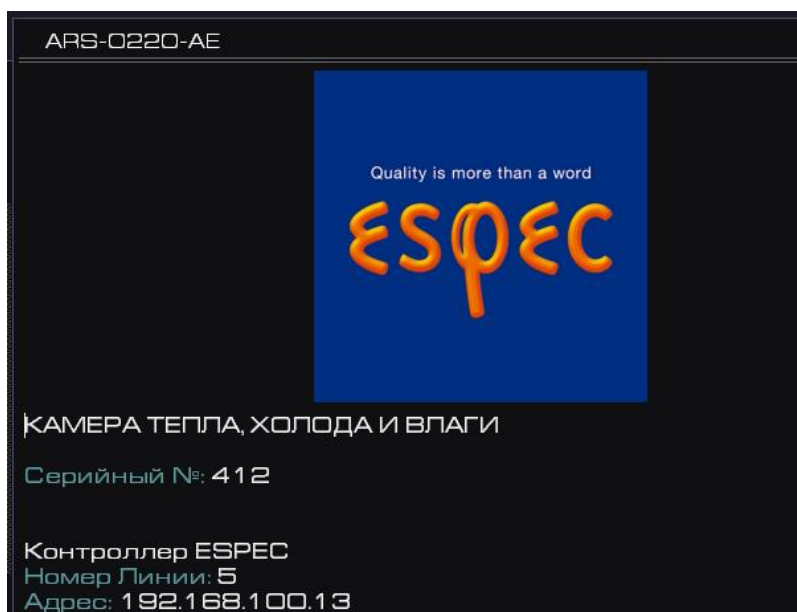 ARS-0220-AE
Quality is more than a word
ESPEC
КАМЕРА ТЕПЛА, ХОЛОДА И ВЛАГИ
Серийный №: 412
Контроллер ESPEC
Номер Линии: 5
Адрес: 192.168.100.13